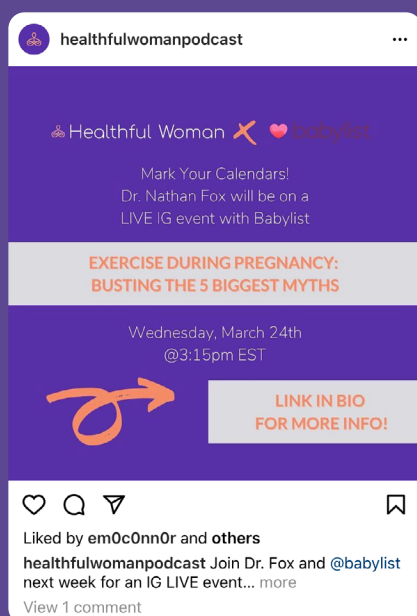 healthfulwomanpodcast
Healthful Woman X babylist
Mark Your Calendars!
Dr. Nathan Fox will be on a
LIVE IG event with Babylist
EXERCISE DURING PREGNANCY:
BUSTING THE 5 BIGGEST MYTHS
Wednesday, March 24th
@3:15pm EST
LINK IN BIO
FOR MORE INFO!
Liked by em0c0nn0r and others
healthfulwomanpodcast Join Dr. Fox and @babylist
next week for an IG LIVE event... more
View 1 comment